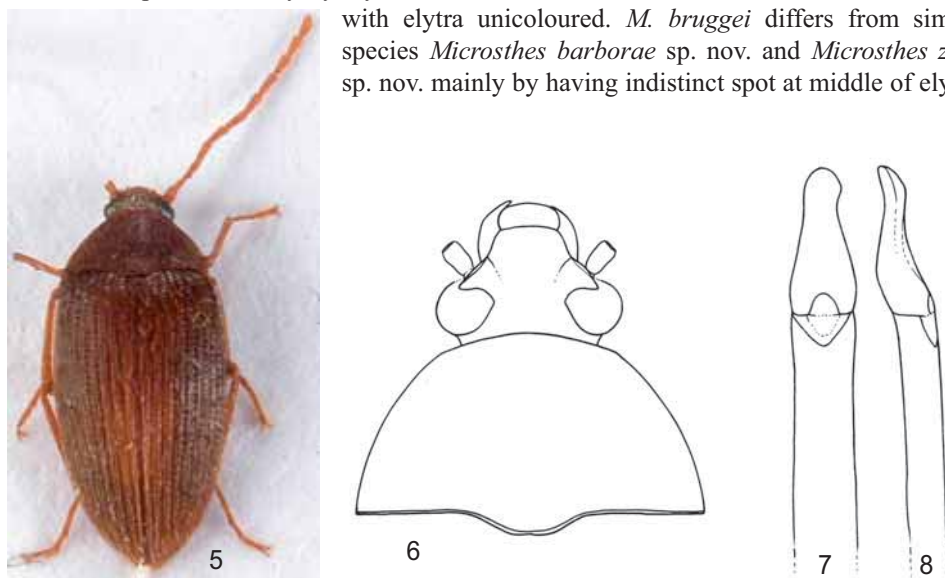 with elytra unicoloured. M. bruggei differs from sim
species Microsthes barborae sp. nov. and Microsthes z
sp. nov. mainly by having indistinct spot at middle of ely
5
6
7
8